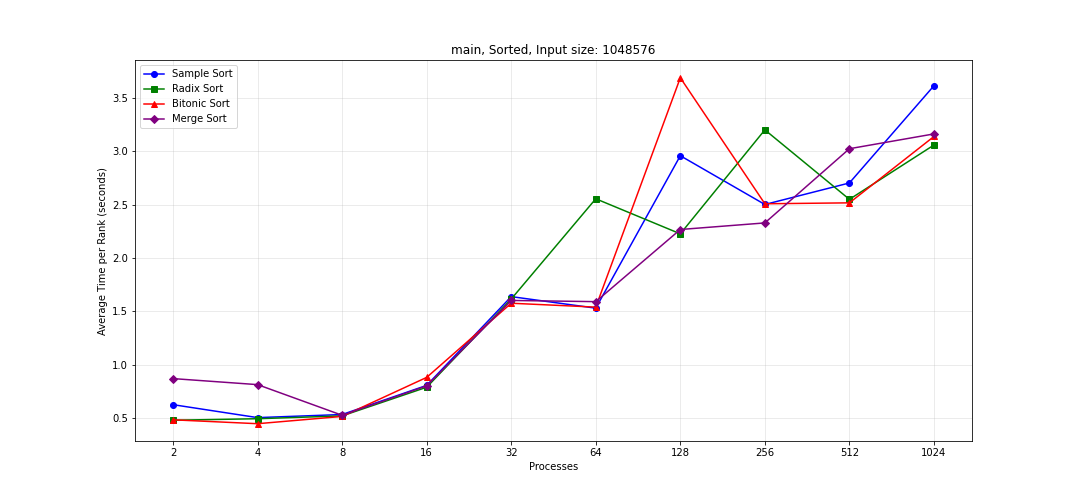 main, Sorted, Input size: 1048576
Sample Sort
Radix Sort
Bitonic Sort
Merge Sort
Average Time per Rank (seconds)
3.5
3.0
2.5
2.0
1.5
1.0
0.5
2 4 8 16 32 64 128 256 512 1024
Processes